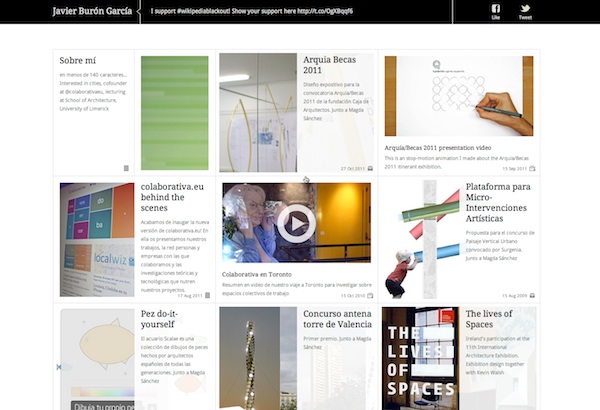 Javier Burón García
I support #wikipediablackout! Show your support here http://t.co/OgXBqqf6
Like
Tweet
Sobre mí
en menos de 140 caracteres...
Interested in cities, cofounder
at @colaborativaeu, lecturing
at School of Architecture,
University of Limerick
Arquia Becas
2011
Diseño expositivo para la
convocatoria Arquia/Becas
2011 de la fundación Caja de
Arquitectos. Junto a Magda
Sánchez
27 Oct 2011
Arquia/Becas 2011 presentation video
This is an stop-motion animation I made about the Arquia/Becas
2011 itinerant exhibition.
15 Sep 2011
colaborativa.eu
behind the
scenes
Acabamos de inaugar la nueva
versión de colaborativa.eu! En
ella os presentamos nuestros
trabajos, la red personas y
empresas con las que
colaboramos y las
investigaciones teóricas y
tecnológicas que nutren
nuestros proyectos.
17 Aug 2011
localwiz
do
ba
Colaborativa en Toronto
Resumen en video de nuestro viaje a Toronto para investigar sobre
espacios colectivos de trabajo
15 Oct 2010
Plataforma para
Micro-
Intervenciones
Artísticas
Propuesta para el concurso de
Paisaje Vertical Urbano
convocado por Surgenia.
Junto a Magda Sánchez
15 Aug 2009
Pez do-it-
yourself
El acuario Scalae es una
colección de dibujos de peces
hechos por arquitectos
españoles de todas las
generaciones. Junto a Magda
Sánchez
Dibuja tu propio pe
Concurso antena
torre de Valencia
Primer premio. Junto a Magda
Sánchez
THE
LIVES
OF
SPACES
The lives of
Spaces
Ireland's participation at the
11th International
Architecture Exhibition.
Exhibition design together
with Kevin Walsh.